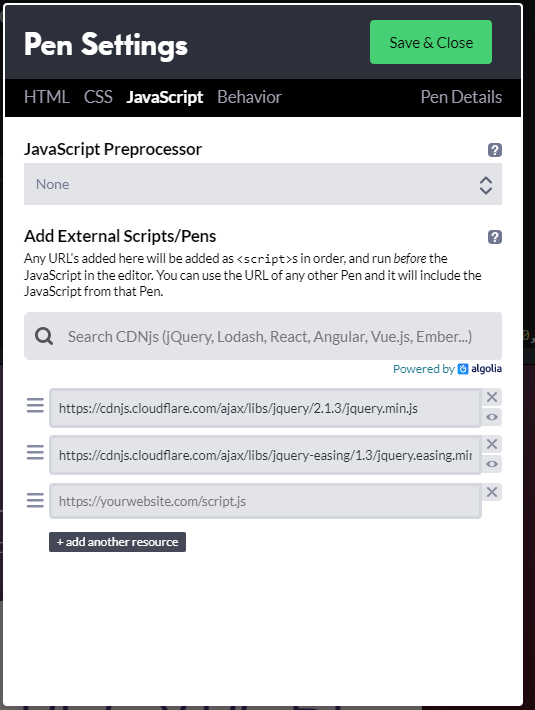 Pen Settings
Save & Close
HTML CSS JavaScript Behavior Pen Details
JavaScript Preprocessor ?
None
Add External Scripts/Pens ?
Any URL's added here will be added as <script>s in order, and run before the
JavaScript in the editor. You can use the URL of any other Pen and it will include the
JavaScript from that Pen.
Search CDNjs (jQuery, Lodash, React, Angular, Vue.js, Ember...)
Powered by algolia
https://cdnjs.cloudflare.com/ajax/libs/jquery/2.1.3/jquery.min.js
https://cdnjs.cloudflare.com/ajax/libs/jquery-easing/1.3/jquery.easing.min
https://yourwebsite.com/script.js
+ add another resource